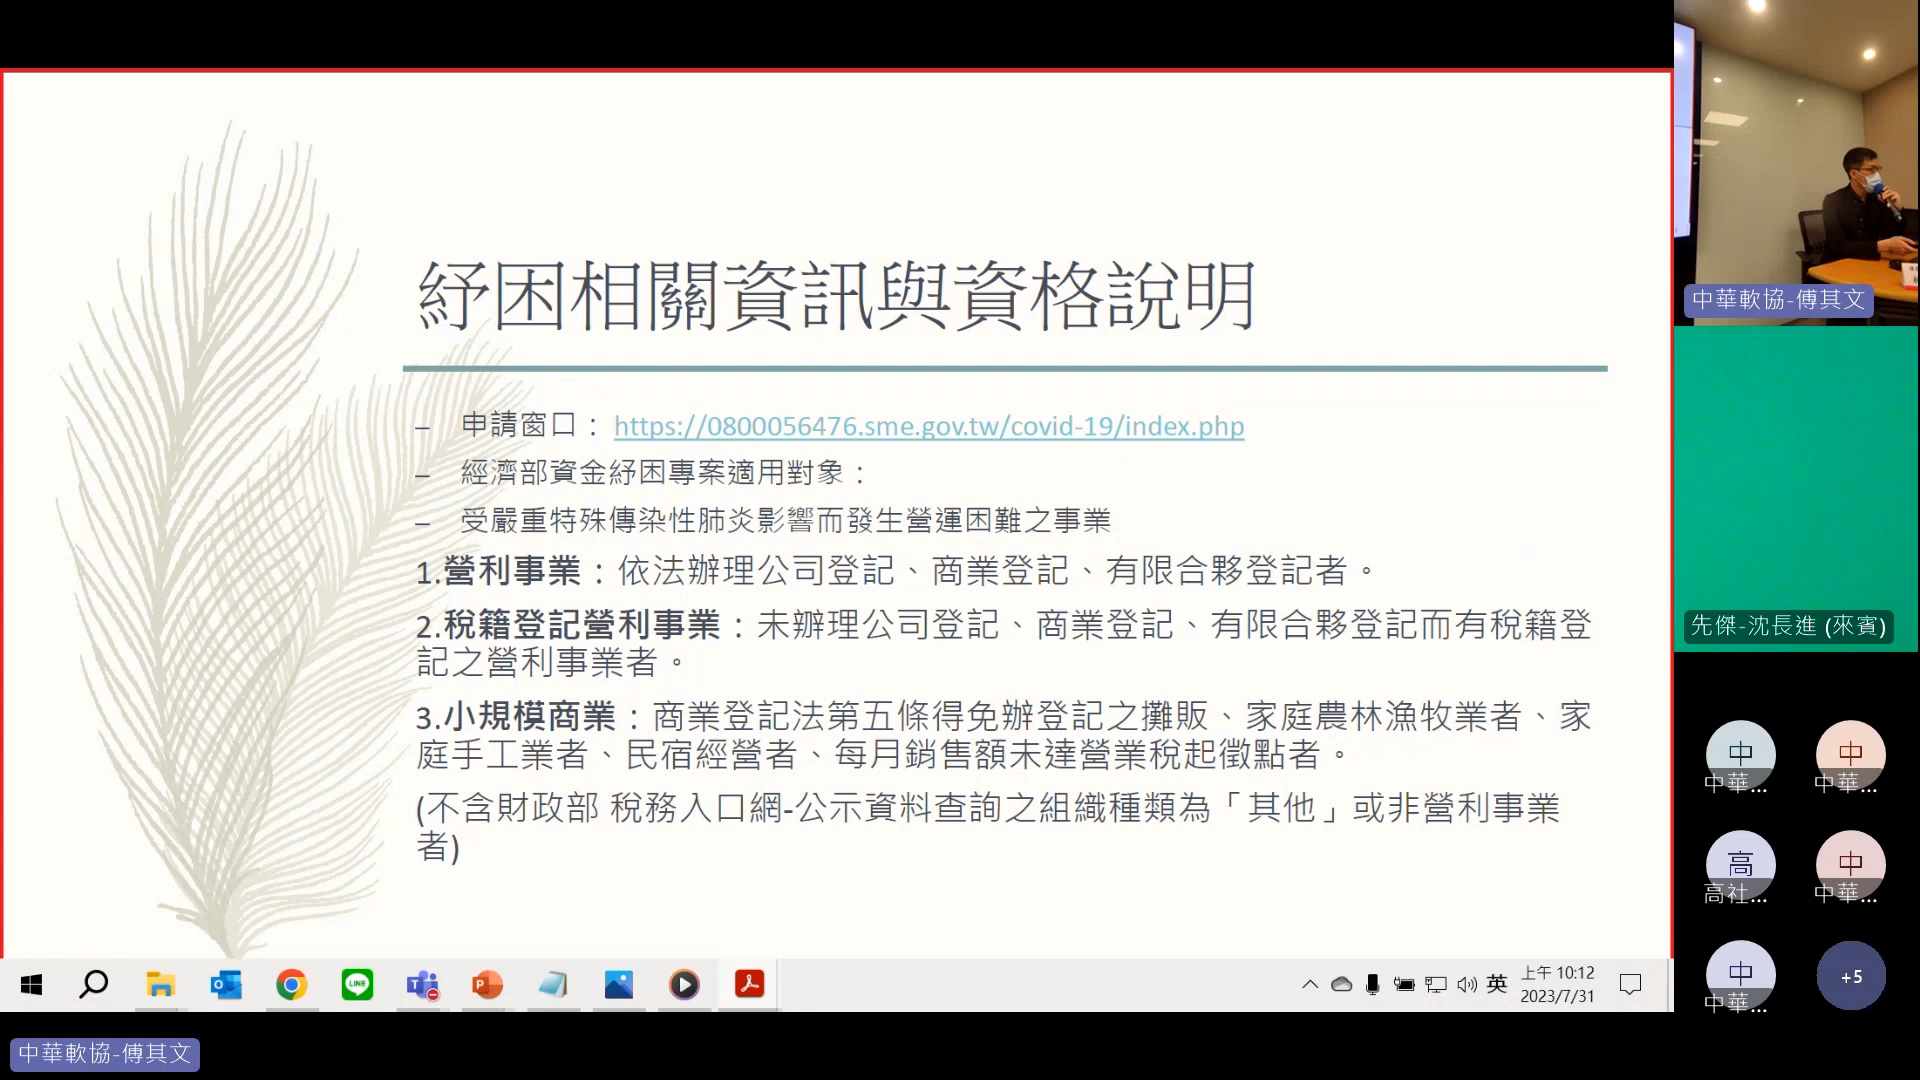 紓困相關資訊與資格說明
– 申請窗口： https://0800056476.sme.gov.tw/covid-19/index.php
– 經濟部資金紓困專案適用對象：
– 受嚴重特殊傳染性肺炎影響而發生營運困難之事業
1.營利事業：依法辦理公司登記、商業登記、有限合夥登記者。
2.稅籍登記營利事業：未辦理公司登記、商業登記、有限合夥登記而有稅籍登
記之營利事業者。
3.小規模商業：商業登記法第五條得免辦登記之攤販、家庭農林漁牧業者、家
庭手工業者、民宿經營者、每月銷售額未達營業稅起徵點者。
(不含財政部 稅務入口網-公示資料查詢之組織種類為「其他」或非營利事業
者)
中華軟協-傅其文
先傑-沈長進 (來賓)
中 中
中華... 中華...
高 中
高社... 中華...
中 +5
中華...
LINE
英
上午 10:12
2023/7/31
中華軟協-傅其文